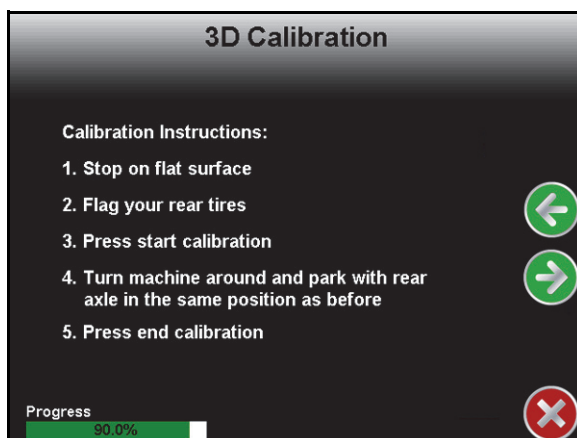 3D Calibration
Calibration Instructions:
1. Stop on flat surface
2. Flag your rear tires
3. Press start calibration
4. Turn machine around and park with rear
axle in the same position as before
5. Press end calibration
Progress
90.0%